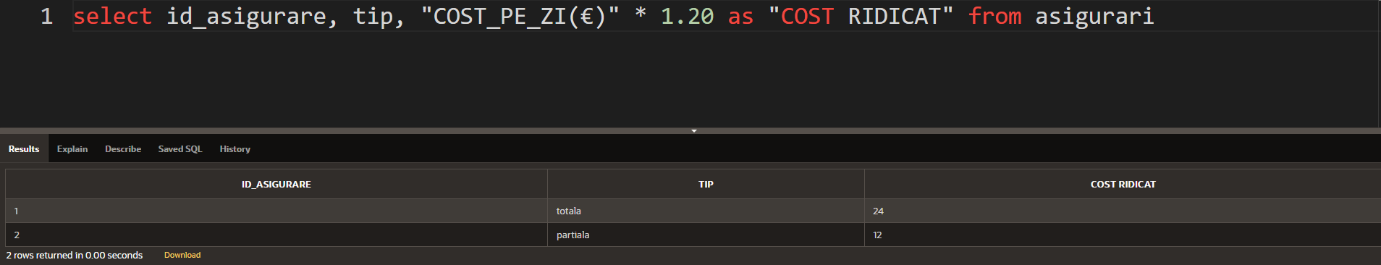 1 select id_asigurare, tip, "COST_PE_ZI(€)" * 1.20 as "COST RIDICAT" from asigurari
Results Explain Describe Saved SQL History
ID_ASIGURARE TIP COST RIDICAT
1 totala 24
2 partiala 12
2 rows returned in 0.00 seconds Download